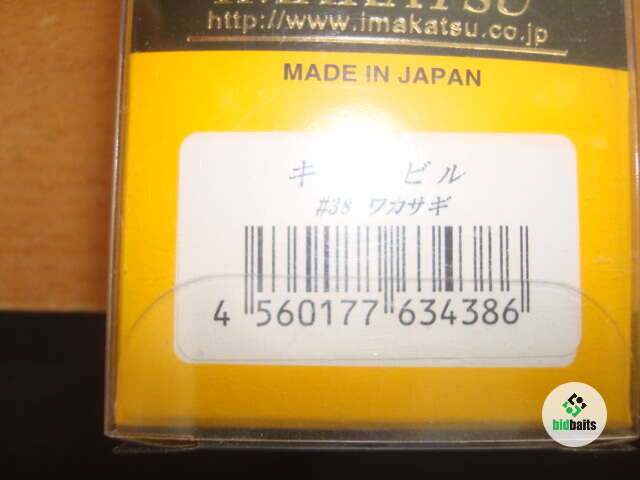 IMAKATSU
http://www.imakatsu.co.jp
MADE IN JAPAN
キ ビル
#38 ワカサギ
4 560177 634386
bidbaits